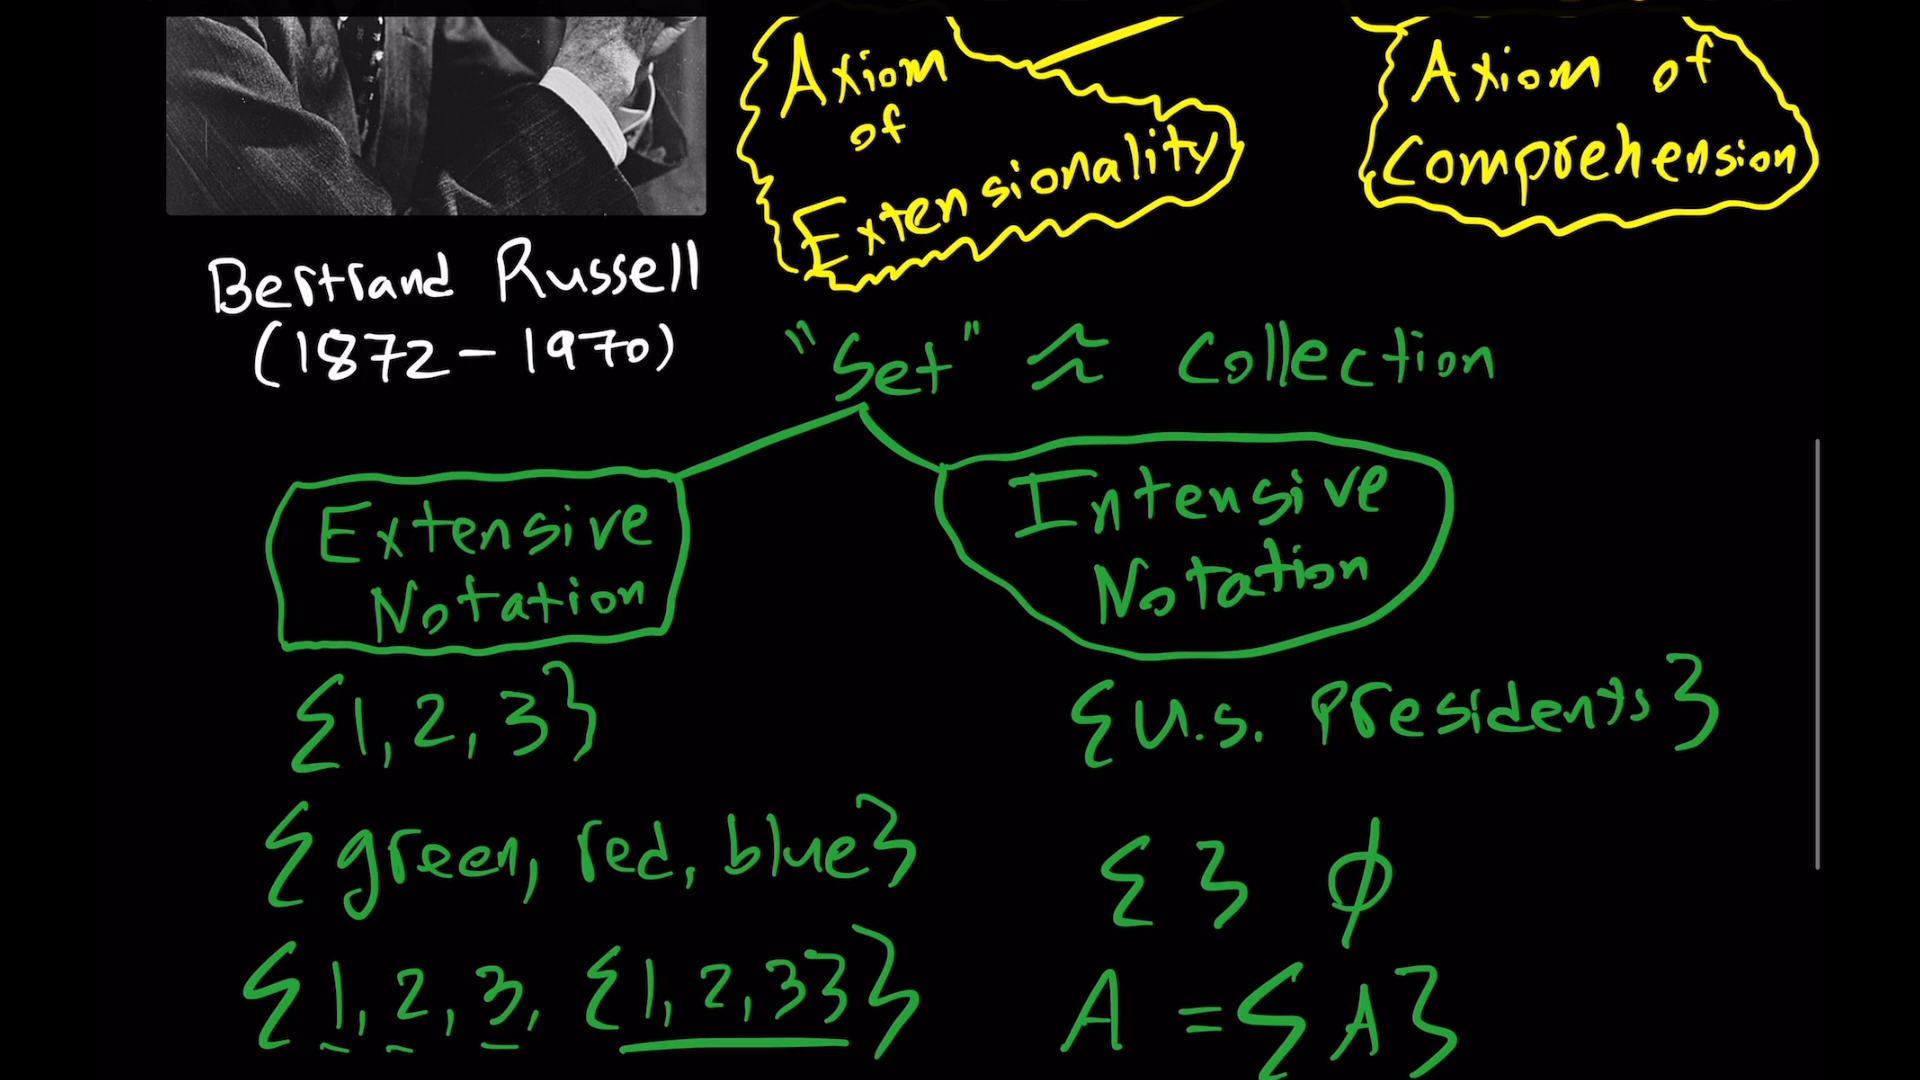 Axiom
of
Extensionality
Axiom of
Comprehension
Bertrand Russell
(1872-1970)
"Set" ≈ Collection
Extensive
Notation
Intensive
Notation
{1, 2, 3}
{U.S. Presidents}
{green, red, blue}
{ } ϕ
{1, 2, 3, {1, 2, 3}}
A = {A}